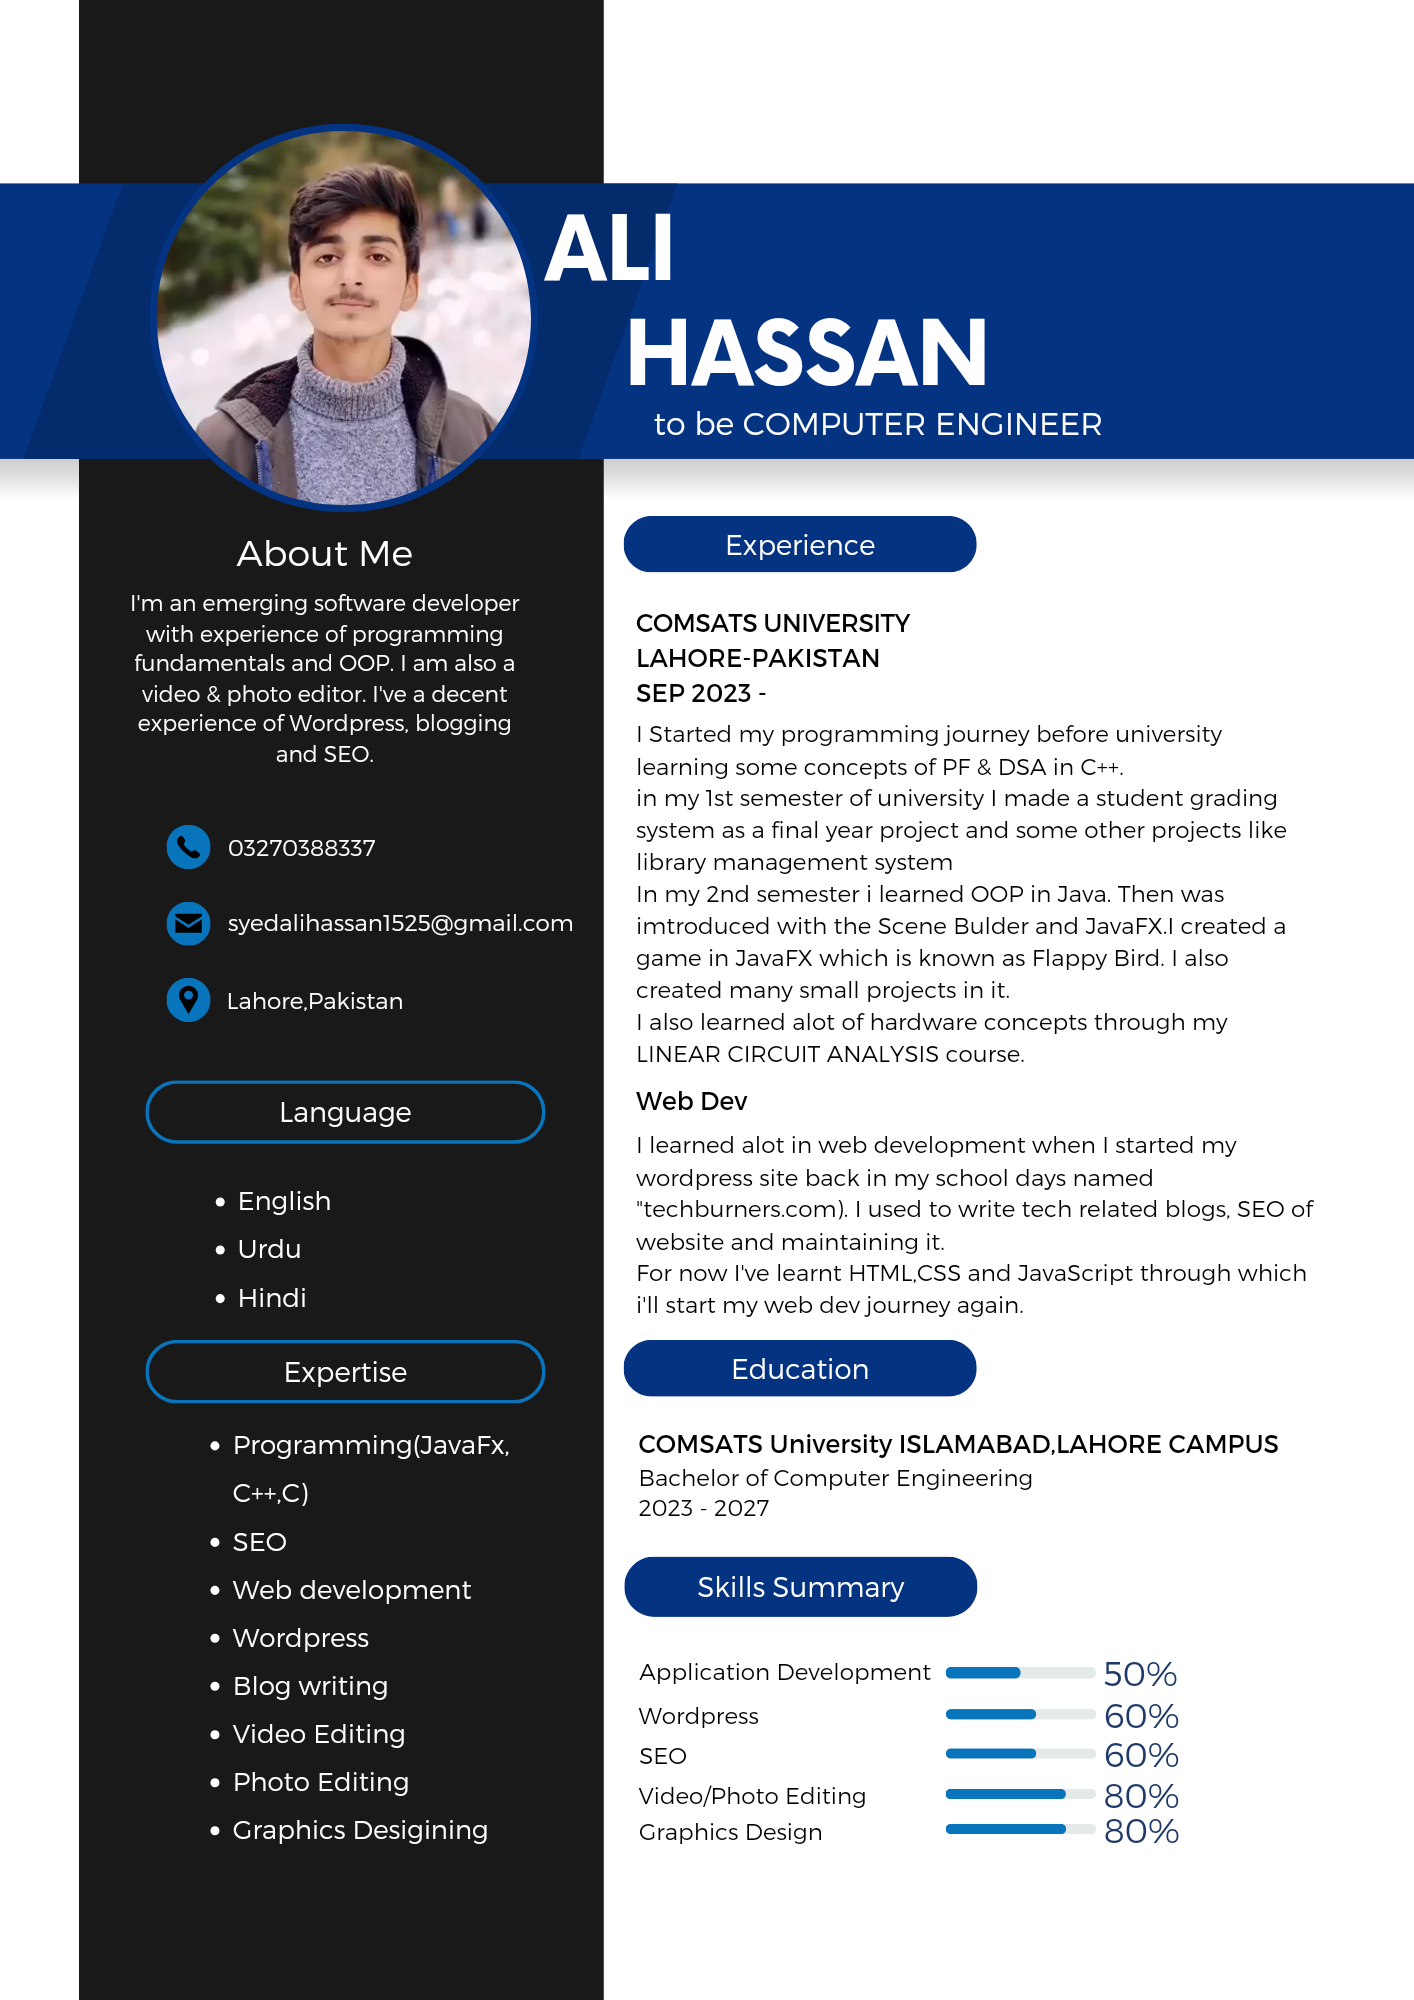 ALI
HASSAN
to be COMPUTER ENGINEER
About Me
I'm an emerging software developer
with experience of programming
fundamentals and OOP. I am also a
video & photo editor. I've a decent
experience of Wordpress, blogging
and SEO.
03270388337
syedalihassan1525@gmail.com
Lahore,Pakistan
Language
English
Urdu
Hindi
Expertise
Programming(JavaFx,
C++,C)
SEO
Web development
Wordpress
Blog writing
Video Editing
Photo Editing
Graphics Desigining
Experience
COMSATS UNIVERSITY
LAHORE-PAKISTAN
SEP 2023 -
I Started my programming journey before university
learning some concepts of PF & DSA in C++.
in my 1st semester of university I made a student grading
system as a final year project and some other projects like
library management system
In my 2nd semester i learned OOP in Java. Then was
imtroduced with the Scene Bulder and JavaFX.I created a
game in JavaFX which is known as Flappy Bird. I also
created many small projects in it.
I also learned alot of hardware concepts through my
LINEAR CIRCUIT ANALYSIS course.
Web Dev
I learned alot in web development when I started my
wordpress site back in my school days named
"techburners.com). I used to write tech related blogs, SEO of
website and maintaining it.
For now I've learnt HTML,CSS and JavaScript through which
i'll start my web dev journey again.
Education
COMSATS University ISLAMABAD,LAHORE CAMPUS
Bachelor of Computer Engineering
2023 - 2027
Skills Summary
Application Development 50%
Wordpress 60%
SEO 60%
Video/Photo Editing 80%
Graphics Design 80%